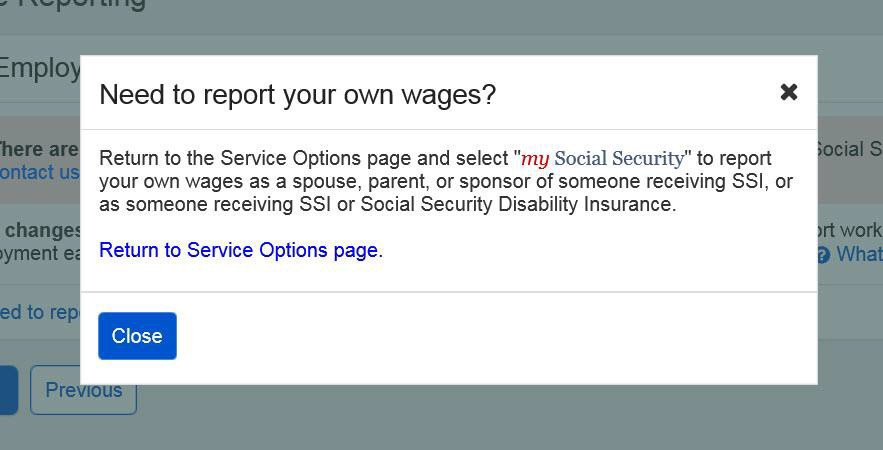 Reporting
Employ
Need to report your own wages?
There are
Social S
contact us
Return to the Service Options page and select "my Social Security" to report
your own wages as a spouse, parent, or sponsor of someone receiving SSI, or
as someone receiving SSI or Social Security Disability Insurance.
changes
ort work
oyment ea
What
Return to Service Options page.
ed to rep
Close
Previous